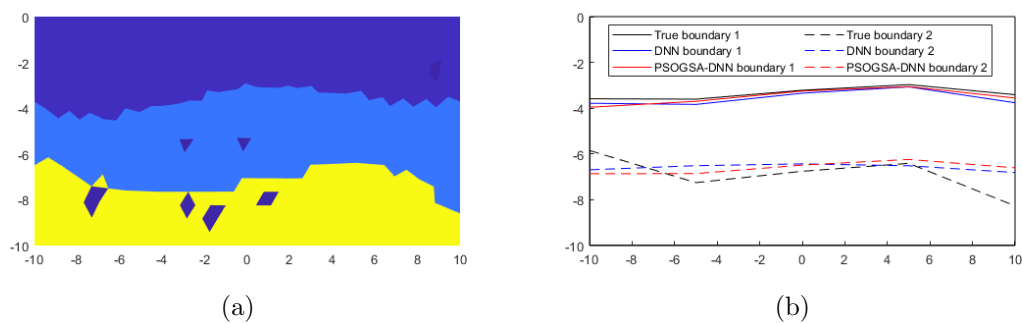 0
-2
-4
-6
-8
-10
-10 -8 -6 -4 -2 0 2 4 6 8 10
(a)
0
-2
-4
-6
-8
-10
-10 -8 -6 -4 -2 0 2 4 6 8 10
True boundary 1 True boundary 2
DNN boundary 1 DNN boundary 2
PSOGSA-DNN boundary 1 PSOGSA-DNN boundary 2
(b)